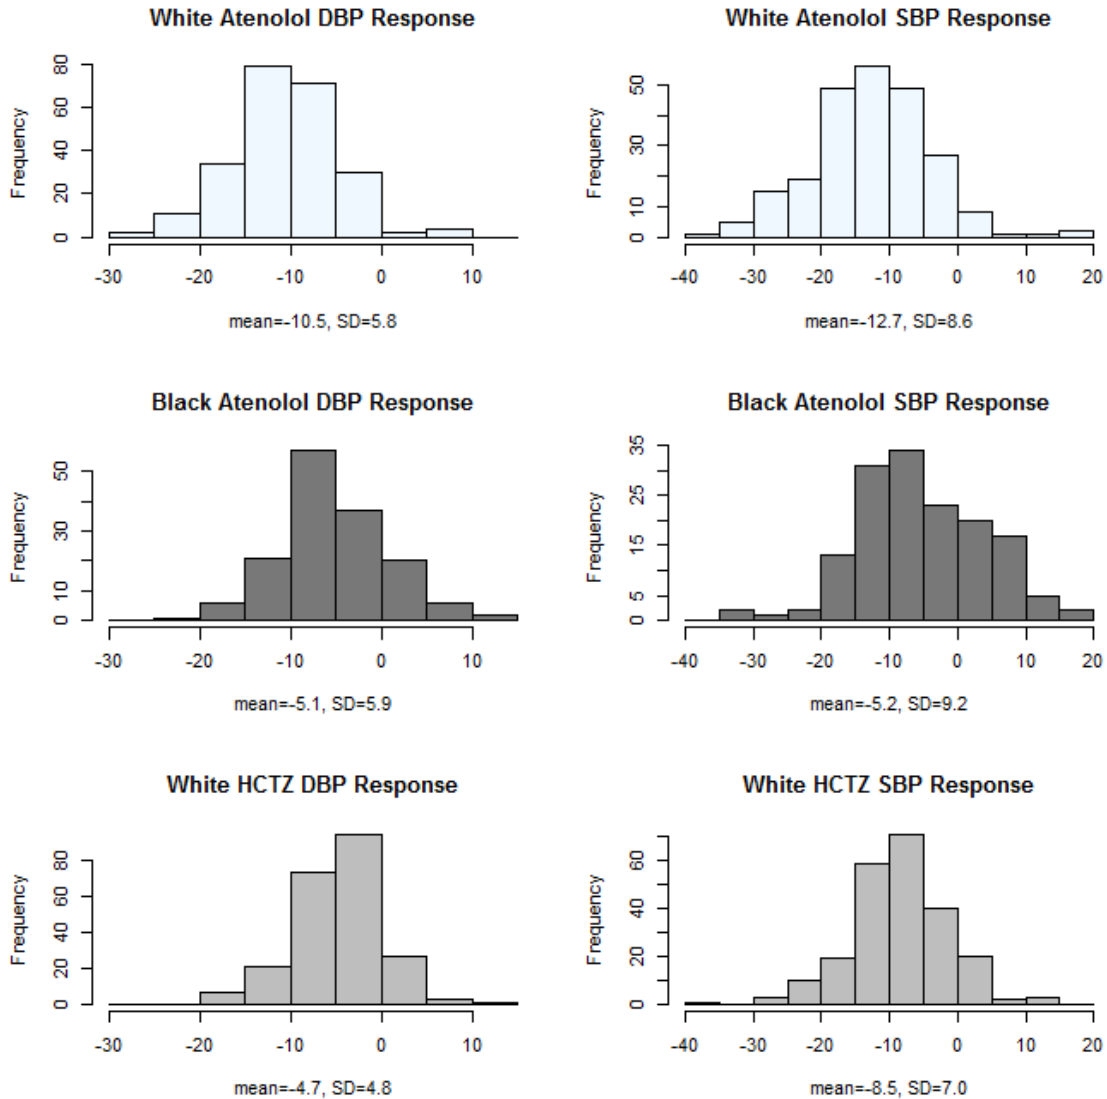 White Atenolol DBP Response
Frequency
0 20 40 60 80
-30 -20 -10 0 10
mean=-10.5, SD=5.8
White Atenolol SBP Response
Frequency
10 30 50
-40 -30 -20 -10 0 10 20
mean=-12.7, SD=8.6
Black Atenolol DBP Response
Frequency
0 10 30 50
-30 -20 -10 0 10
mean=-5.1, SD=5.9
Black Atenolol SBP Response
Frequency
5 15 25 35
-40 -30 -20 -10 0 10 20
mean=-5.2, SD=9.2
White HCTZ DBP Response
Frequency
0 20 40 60 80
-30 -20 -10 0 10
mean=-4.7, SD=4.8
White HCTZ SBP Response
Frequency
0 20 40 60
-40 -30 -20 -10 0 10 20
mean=-8.5, SD=7.0